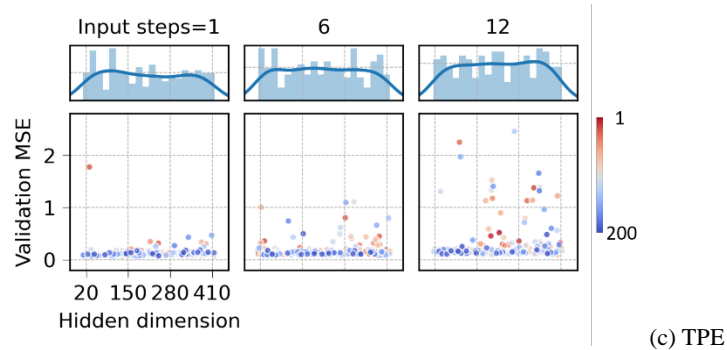 Input steps=1
6
12
Validation MSE
2
1
0
20
150
280
410
Hidden dimension
1
200
(c) TPE